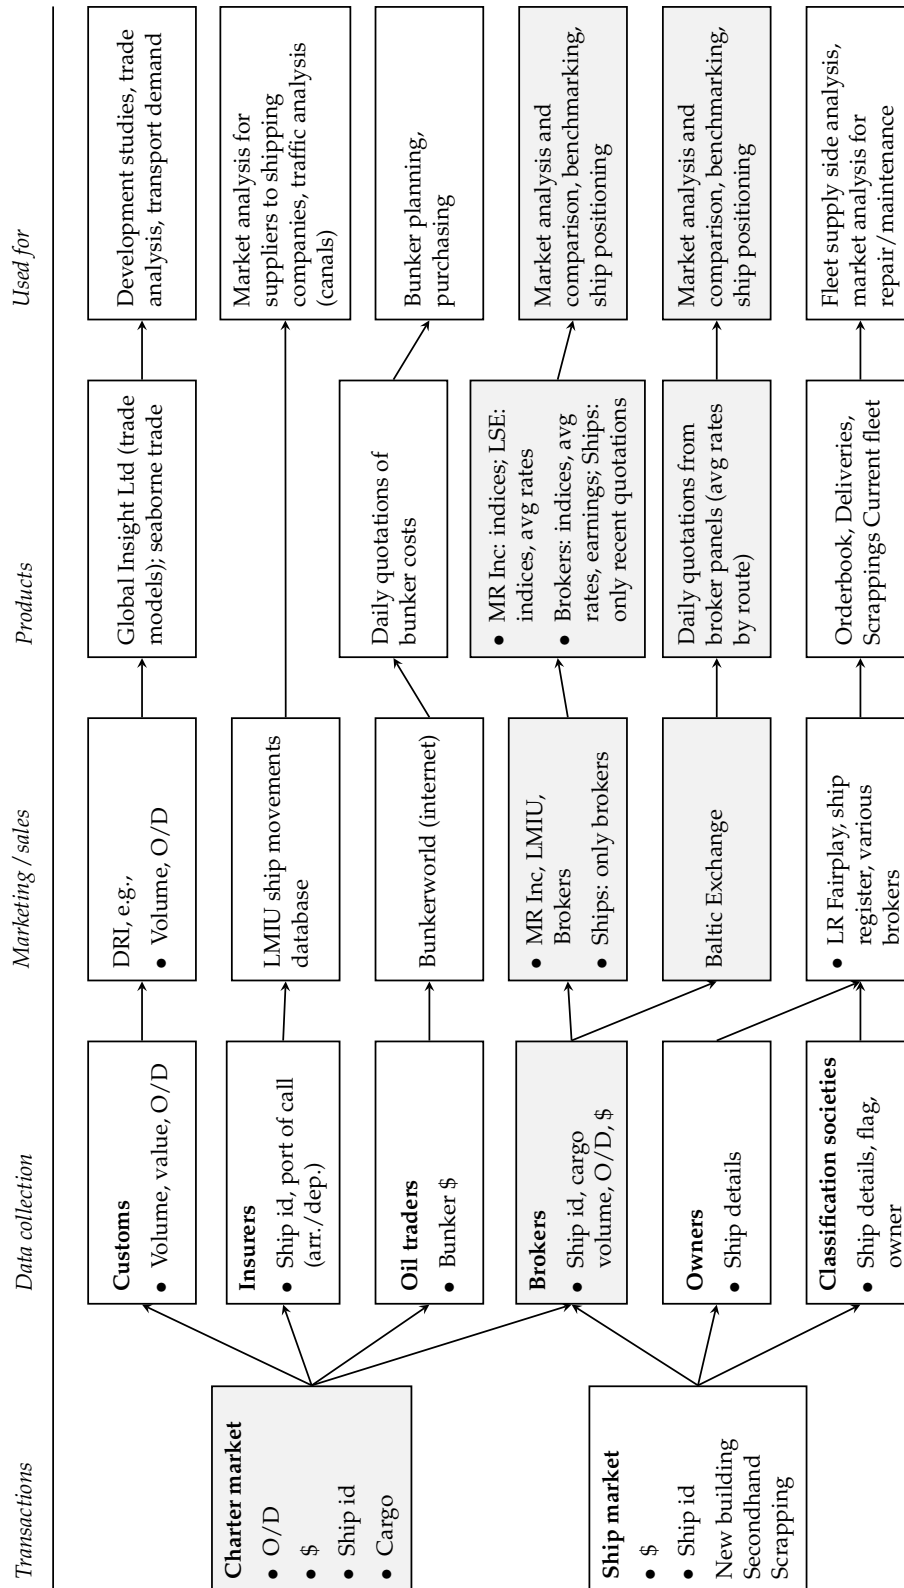 Transactions
Data collection
Marketing / sales
Products
Used for
Charter market
• O/D
• $
• Ship id
• Cargo
Ship market
• $
• Ship id
New building
Secondhand
Scrapping
Customs
• Volume, value, O/D
Insurers
• Ship id, port of call
(arr./dep.)
Oil traders
• Bunker $
Brokers
• Ship id, cargo
volume, O/D, $
Owners
• Ship details
Classification societies
• Ship details, flag,
owner
DRI, e.g.,
• Volume, O/D
LMIU ship movements
database
Bunkerworld (internet)
• MR Inc, LMIU,
Brokers
• Ships: only brokers
Baltic Exchange
• LR Fairplay, ship
register, various
brokers
Global Insight Ltd (trade
models); seaborne trade
Daily quotations of
bunker costs
• MR Inc: indices; LSE:
indices, avg rates
• Brokers: indices, avg
rates, earnings; Ships:
only recent quotations
Daily quotations from
broker panels (avg rates
by route)
Orderbook, Deliveries,
Scrappings Current fleet
Development studies, trade
analysis, transport demand
Market analysis for
suppliers to shipping
companies, traffic analysis
(canals)
Bunker planning,
purchasing
Market analysis and
comparison, benchmarking,
ship positioning
Market analysis and
comparison, benchmarking,
ship positioning
Fleet supply side analysis,
market analysis for
repair/maintenance